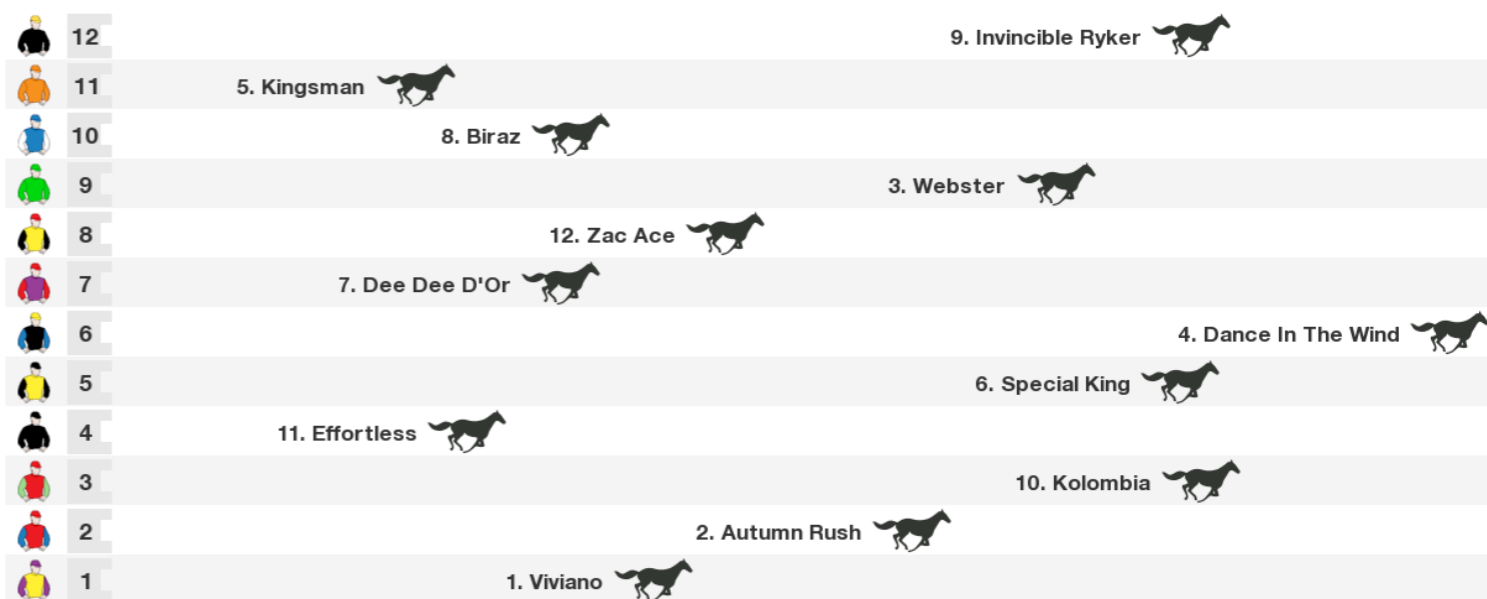 12 9. Invincible Ryker
11 5. Kingsman
10 8. Biraz
9 3. Webster
8 12. Zac Ace
7 7. Dee Dee D'Or
6 4. Dance In The Wind
5 6. Special King
4 11. Effortless
3 10. Kolombia
2 2. Autumn Rush
1 1. Viviano